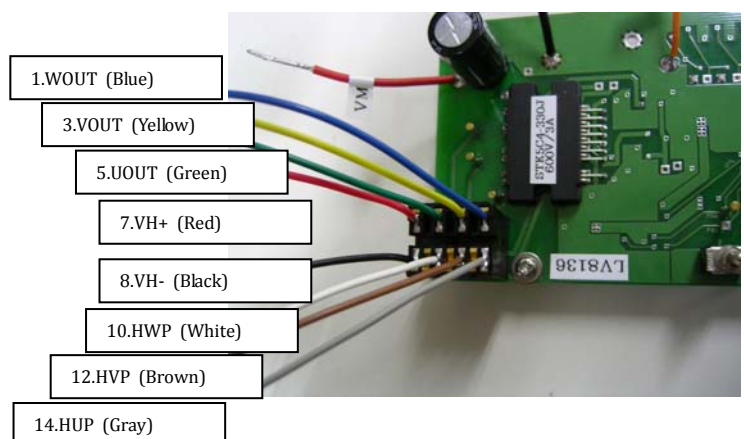 1.WOUT (Blue)
3.VOUT (Yellow)
5.UOUT (Green)
7.VH+ (Red)
8.VH- (Black)
10.HWP (White)
12.HVP (Brown)
14.HUP (Gray)
VM
STK5C4-330J
600V/3A
LV8136